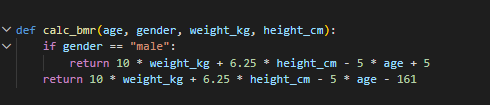 def calc_bmr(age, gender, weight_kg, height_cm):
    if gender == "male":
        return 10 * weight_kg + 6.25 * height_cm - 5 * age + 5
    return 10 * weight_kg + 6.25 * height_cm - 5 * age - 161